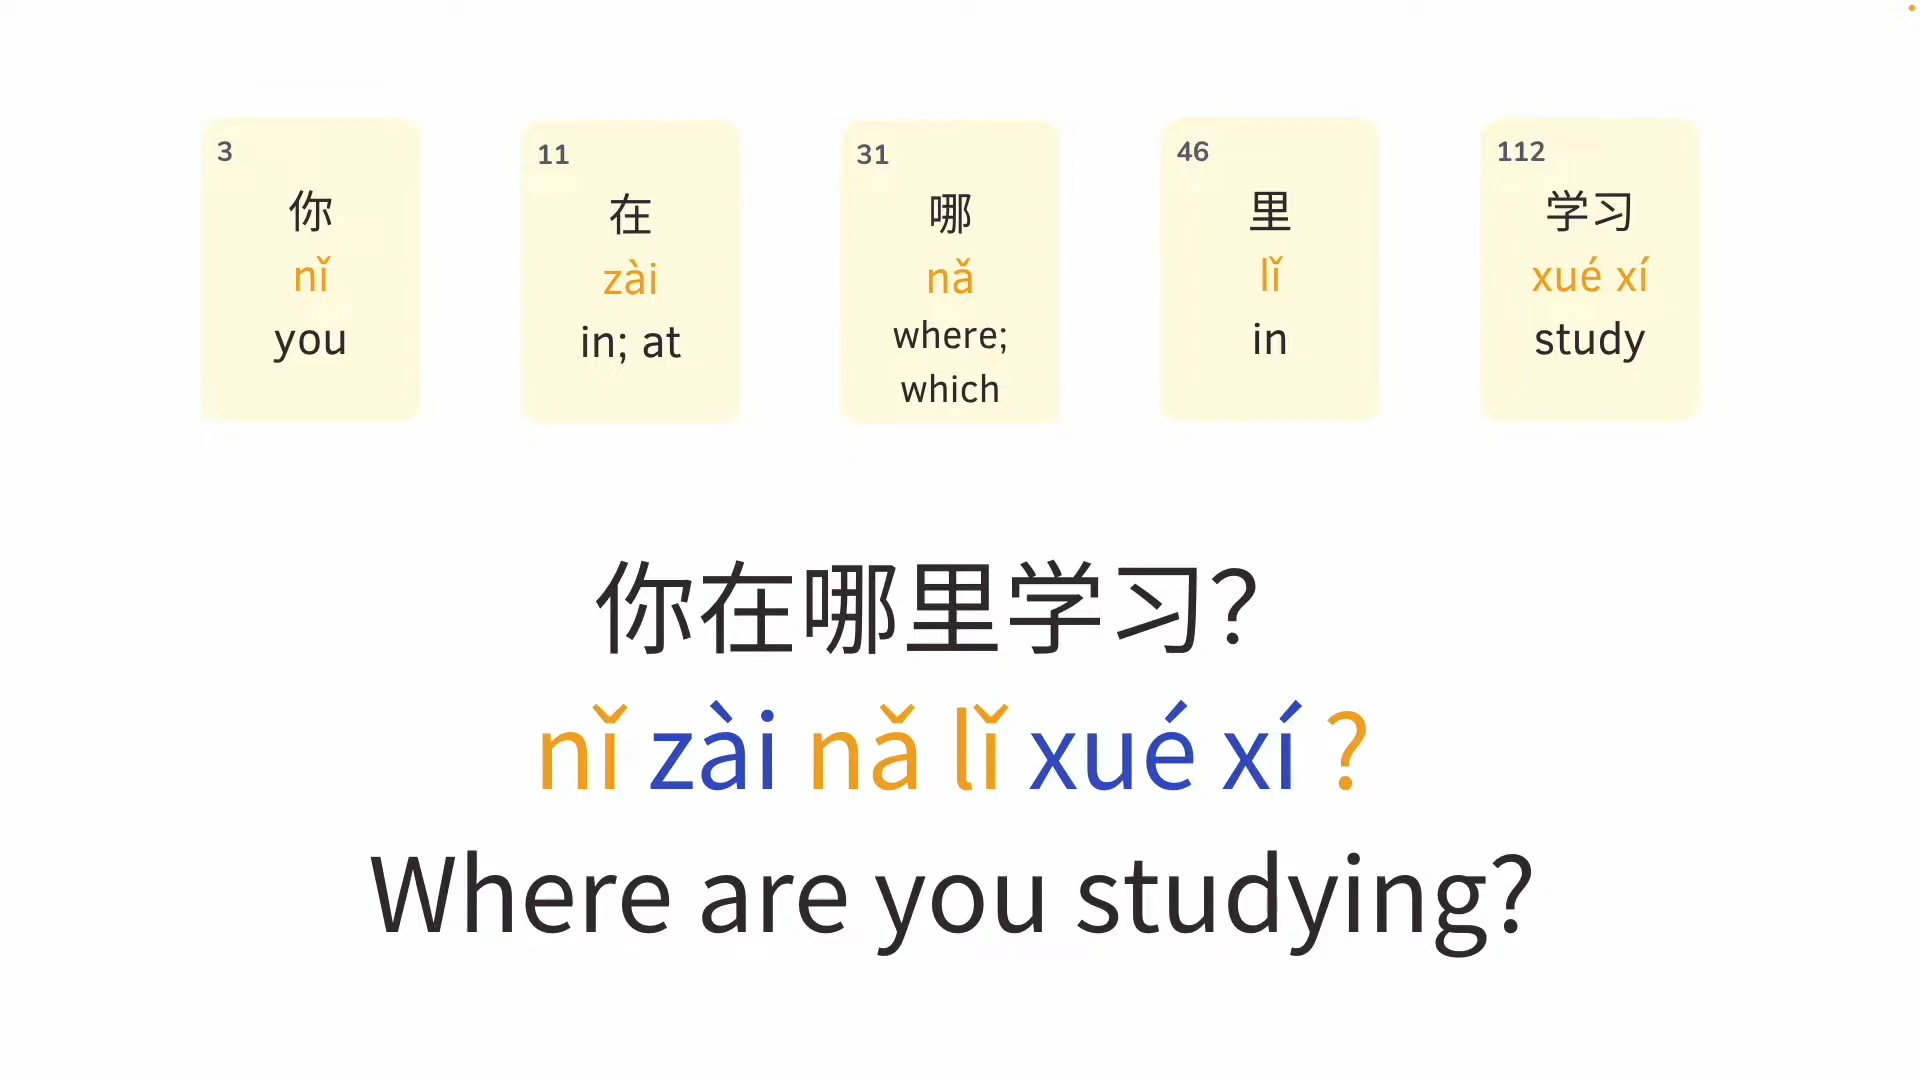 3
你
nǐ
you
11
在
zài
in; at
31
哪
nǎ
where;
which
46
里
lǐ
in
112
学习
xué xí
study
你在哪里学习?
nǐ zài nǎ lǐ xué xí ?
Where are you studying?